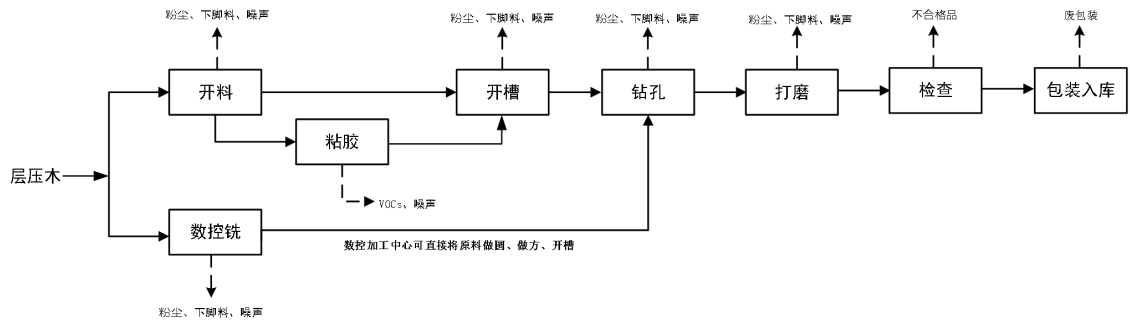 粉尘、下脚料、噪声
粉尘、下脚料、噪声
粉尘、下脚料、噪声
粉尘、下脚料、噪声
不合格品
废包装
开料
开槽
钻孔
打磨
检查
包装入库
粘胶
层压木
VOCs、噪声
数控铣
数控加工中心可直接将原料做圆、做方、开槽
粉尘、下脚料、噪声